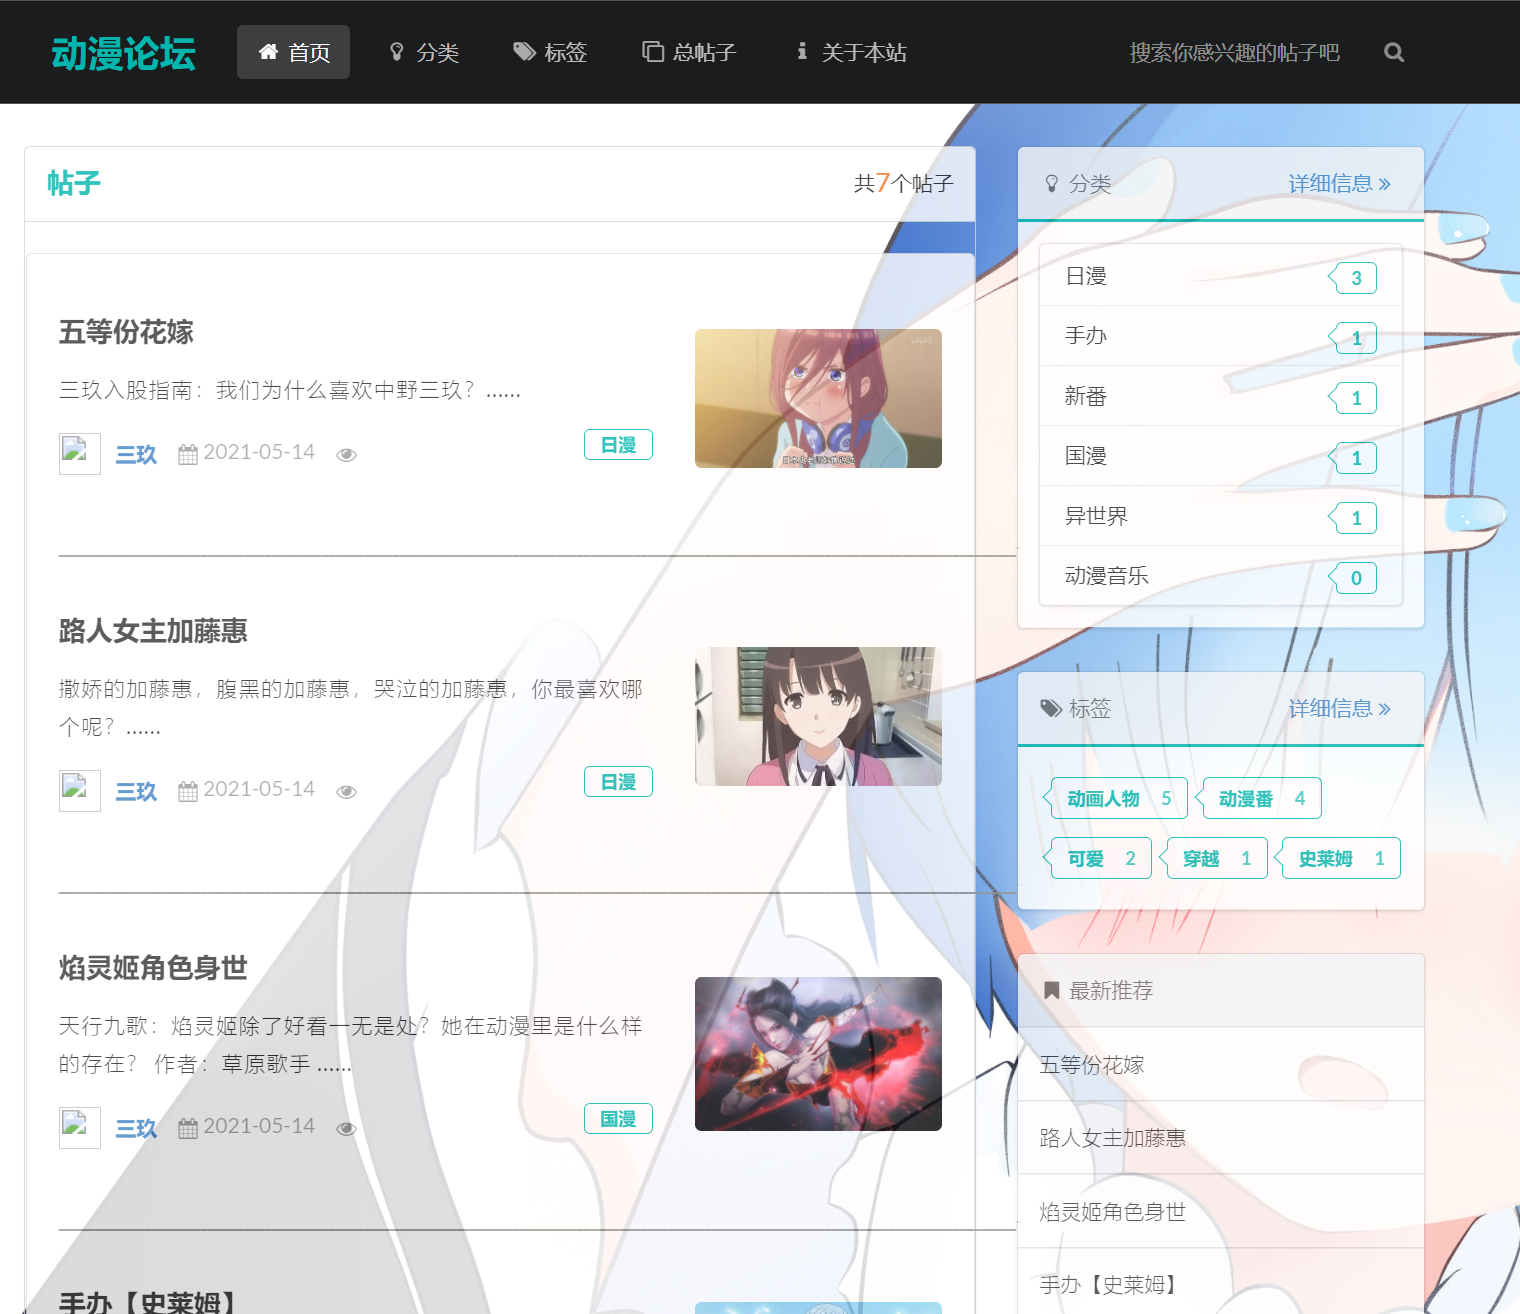 动漫论坛 首页 分类 标签 总帖子 关于本站 搜索你感兴趣的帖子吧
帖子 共7个帖子
五等份花嫁
三玖入股指南：我们为什么喜欢中野三玖？......
三玖 2021-05-14 日漫
路人女主加藤惠
撒娇的加藤惠，腹黑的加藤惠，哭泣的加藤惠，你最喜欢哪
个呢？......
三玖 2021-05-14 日漫
焰灵姬角色身世
天行九歌：焰灵姬除了好看一无是处？她在动漫里是什么样
的存在？ 作者：草原歌手 ......
三玖 2021-05-14 国漫
手办【史莱姆】
分类 详细信息 »
日漫 3
手办 1
新番 1
国漫 1
异世界 1
动漫音乐 0
标签 详细信息 »
动画人物 5 动漫番 4
可爱 2 穿越 1 史莱姆 1
最新推荐
五等份花嫁
路人女主加藤惠
焰灵姬角色身世
手办【史莱姆】